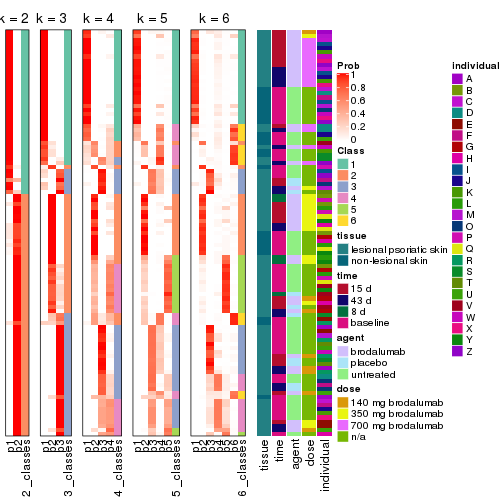 k = 2
k = 3
k = 4
k = 5
k = 6
Prob
1
0.8
0.6
0.4
0.2
0
Class
1
2
3
4
5
6
tissue
lesional psoriatic skin
non-lesional skin
time
15 d
43 d
8 d
baseline
agent
brodalumab
placebo
untreated
dose
140 mg brodalumab
350 mg brodalumab
700 mg brodalumab
n/a
individual
A
B
C
D
E
F
G
H
I
J
K
L
M
O
P
Q
R
S
T
U
V
W
X
Y
Z
p1
p2
2_classes
p1
p2
p3
3_classes
p1
p2
p3
p4
4_classes
p1
p2
p3
p4
p5
5_classes
p1
p2
p3
p4
p5
p6
6_classes
tissue
time
agent
dose
individual